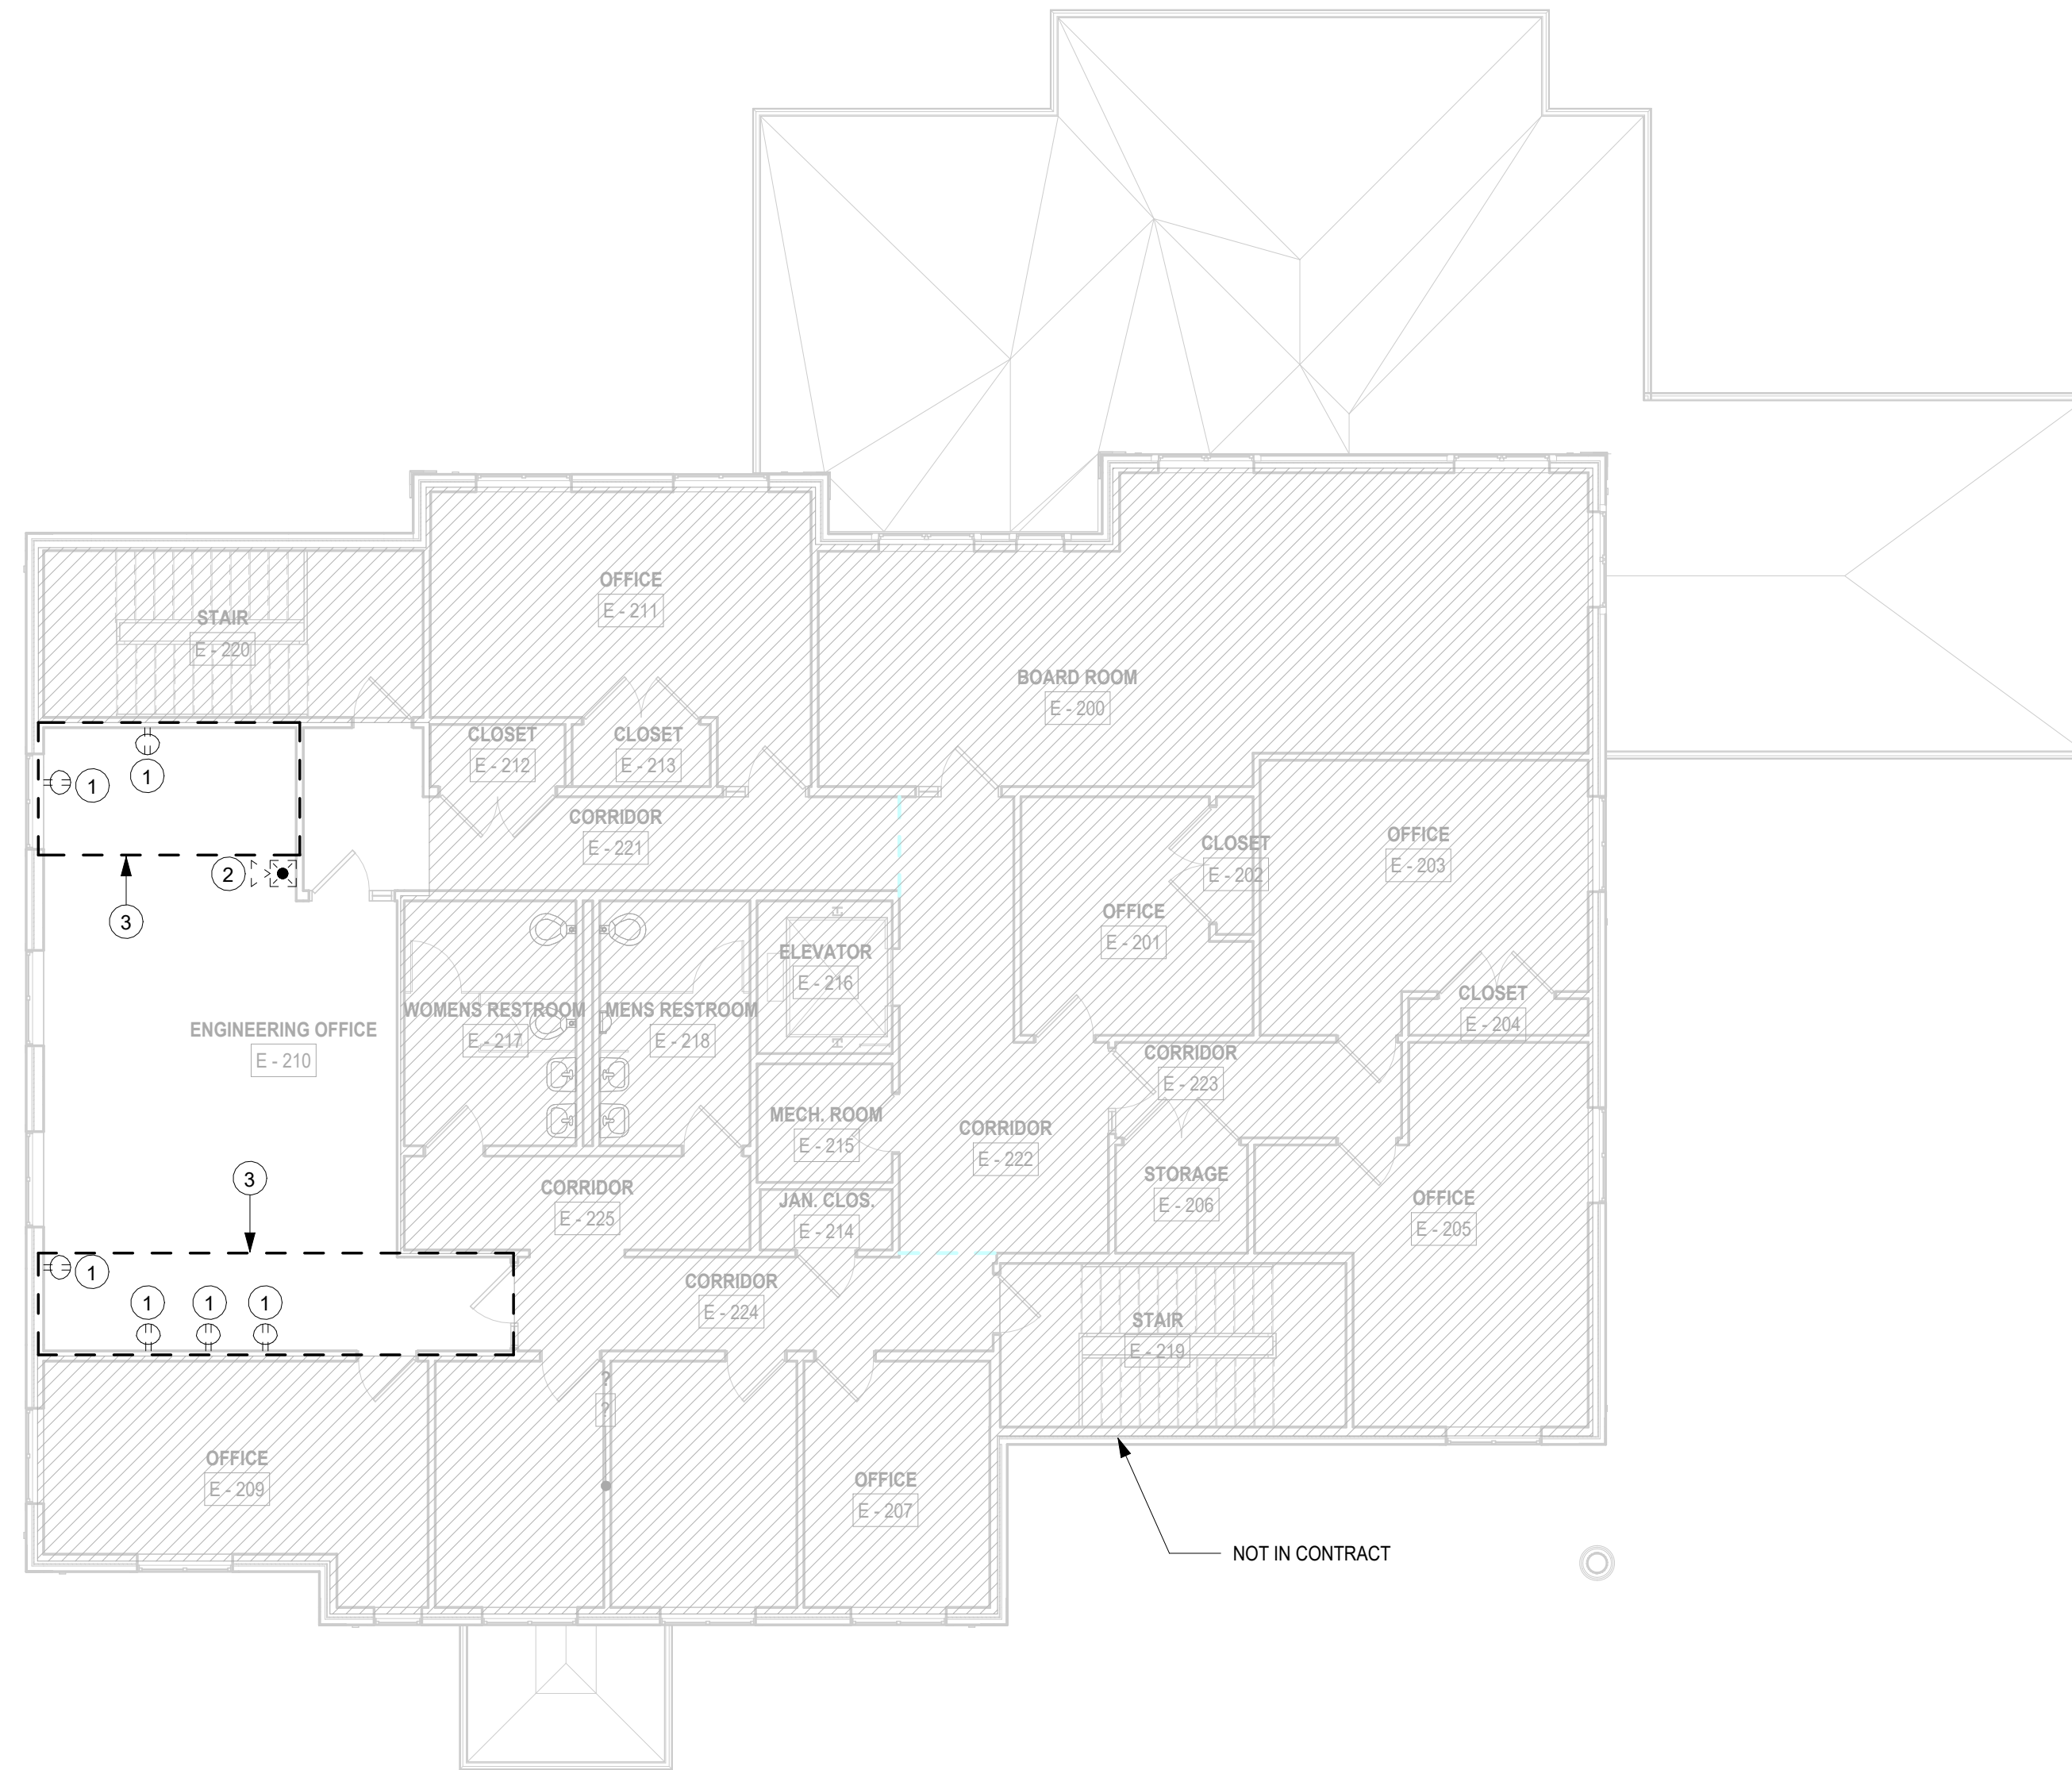 OFFICE
E - 211
STAIR
E - 220
BOARD ROOM
E - 200
CLOSET
E - 212
CLOSET
E - 213
1
1
CORRIDOR
E - 221
CLOSET
E - 202
OFFICE
E - 203
2
3
OFFICE
E - 201
ELEVATOR
E - 216
WOMENS RESTROOM
E - 217
MENS RESTROOM
E - 218
CLOSET
E - 204
ENGINEERING OFFICE
E - 210
CORRIDOR
E - 223
MECH. ROOM
E - 215
CORRIDOR
E - 222
3
CORRIDOR
E - 225
JAN. CLOS.
E - 214
STORAGE
E - 206
OFFICE
E - 205
1
1
1
1
CORRIDOR
E - 224
STAIR
E - 219
?
?
OFFICE
E - 209
OFFICE
E - 207
NOT IN CONTRACT